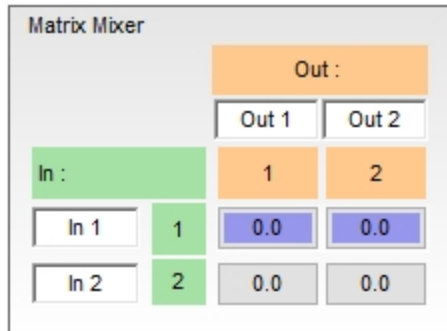 Matrix Mixer
Out :
Out 1 Out 2
In : 1 2
In 1 1 0.0 0.0
In 2 2 0.0 0.0